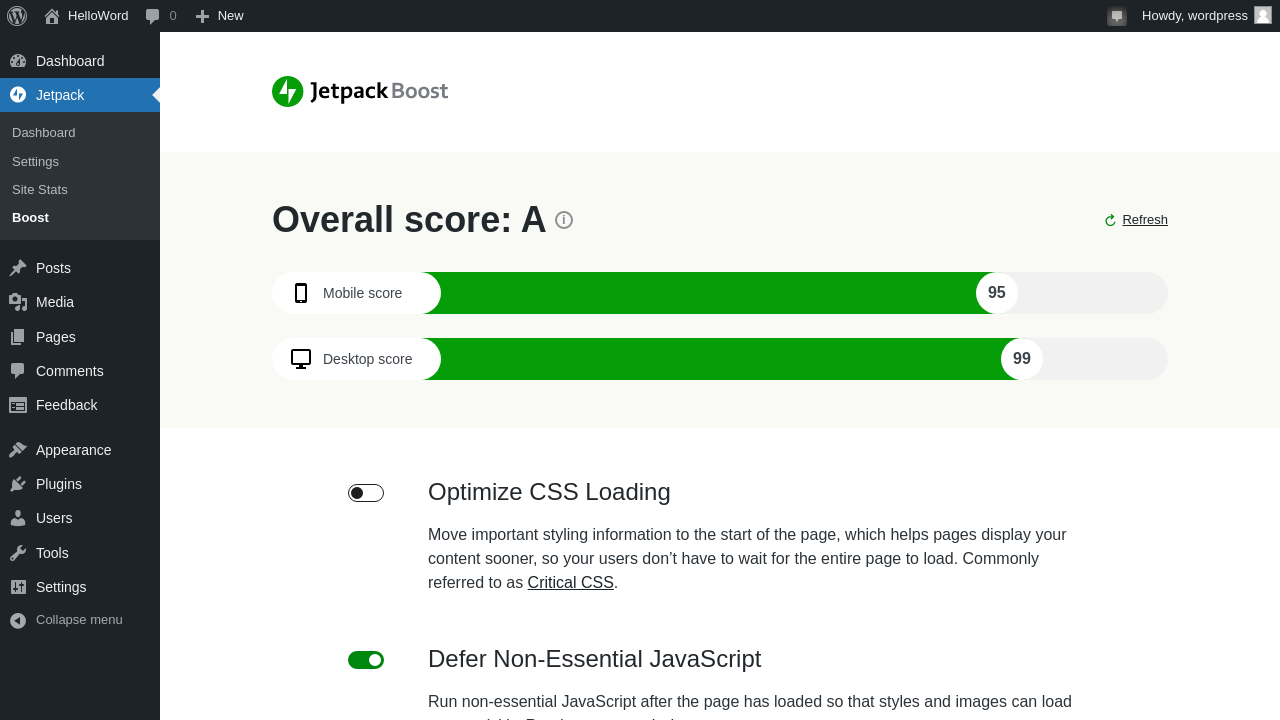 HelloWord
0
New
Howdy, wordpress
Dashboard
Jetpack
Dashboard
Settings
Site Stats
Boost
Posts
Media
Pages
Comments
Feedback
Appearance
Plugins
Users
Tools
Settings
Collapse menu
Jetpack Boost
Overall score: A
Refresh
Mobile score
95
Desktop score
99
Optimize CSS Loading
Move important styling information to the start of the page, which helps pages display your
content sooner, so your users don’t have to wait for the entire page to load. Commonly
referred to as Critical CSS.
Defer Non-Essential JavaScript
Run non-essential JavaScript after the page has loaded so that styles and images can load